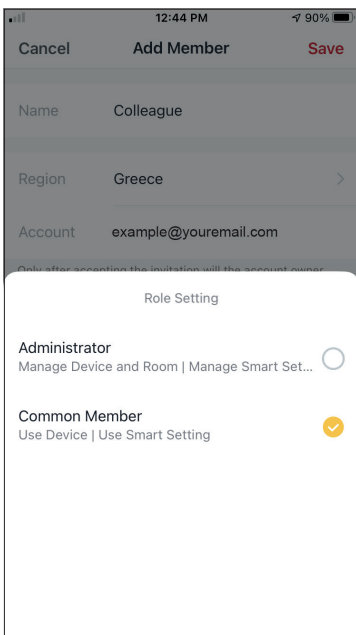 12:44 PM 90%
Cancel Add Member Save
Name Colleague
Region Greece
Account example@youremail.com
Only after accepting the invitation will the account owner
Role Setting
Administrator
Manage Device and Room | Manage Smart Set...
Common Member
Use Device | Use Smart Setting